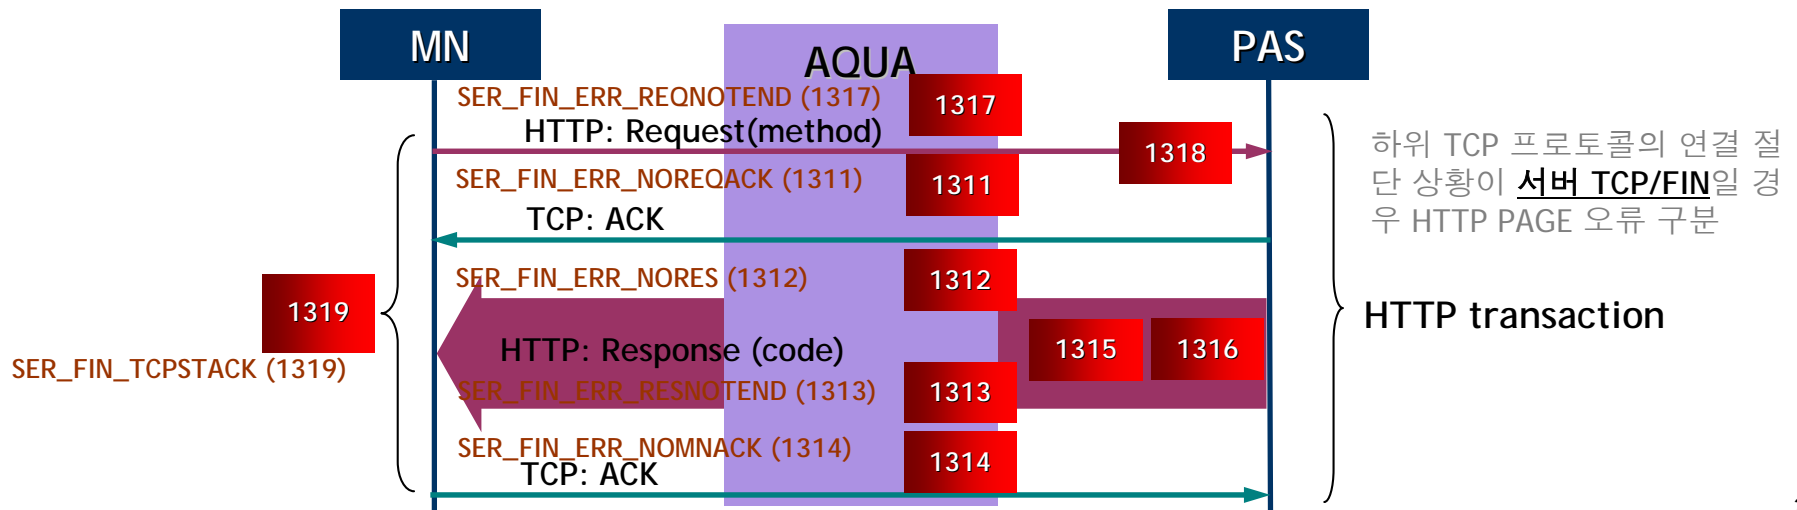 MN
AQUA
PAS
SER_FIN_ERR_REQNOTEND (1317)
1317
HTTP: Request(method)
1318
SER_FIN_ERR_NOREQACK (1311)
1311
TCP: ACK
하위 TCP 프로토콜의 연결 절
단 상황이 서버 TCP/FIN일 경
우 HTTP PAGE 오류 구분
SER_FIN_ERR_NORES (1312)
1312
1319
HTTP transaction
HTTP: Response (code)
1315
1316
SER_FIN_TCPSTACK (1319)
SER_FIN_ERR_RESNOTEND (1313)
1313
SER_FIN_ERR_NOMNACK (1314)
1314
TCP: ACK